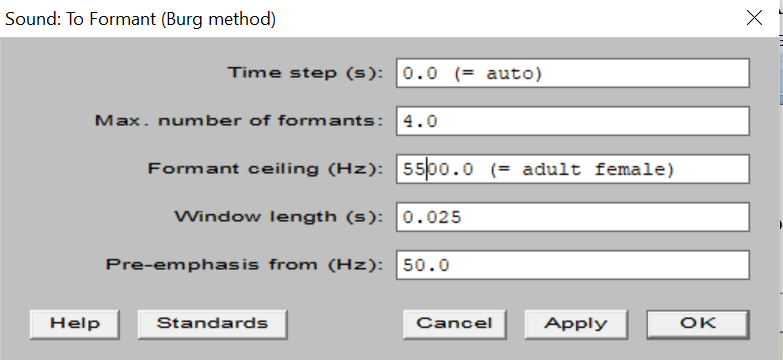 Sound: To Formant (Burg method)
Time step (s): 0.0 (= auto)
Max. number of formants: 4.0
Formant ceiling (Hz): 5500.0 (= adult female)
Window length (s): 0.025
Pre-emphasis from (Hz): 50.0
Help Standards Cancel Apply OK